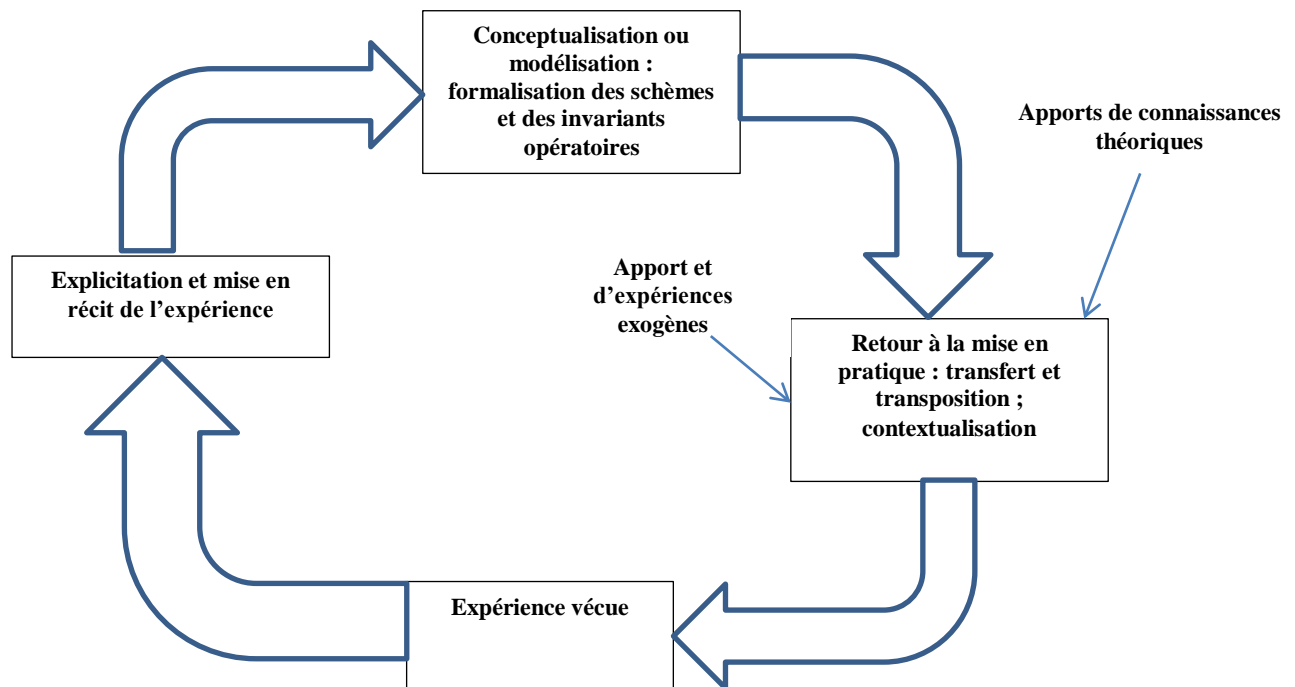 Conceptualisation ou
modélisation :
formalisation des schèmes
et des invariants
opératoires
Apports de connaissances
théoriques
Explicitation et mise en
récit de l’expérience
Apport et
d’expériences
exogènes
Retour à la mise en
pratique : transfert et
transposition ;
contextualisation
Expérience vécue